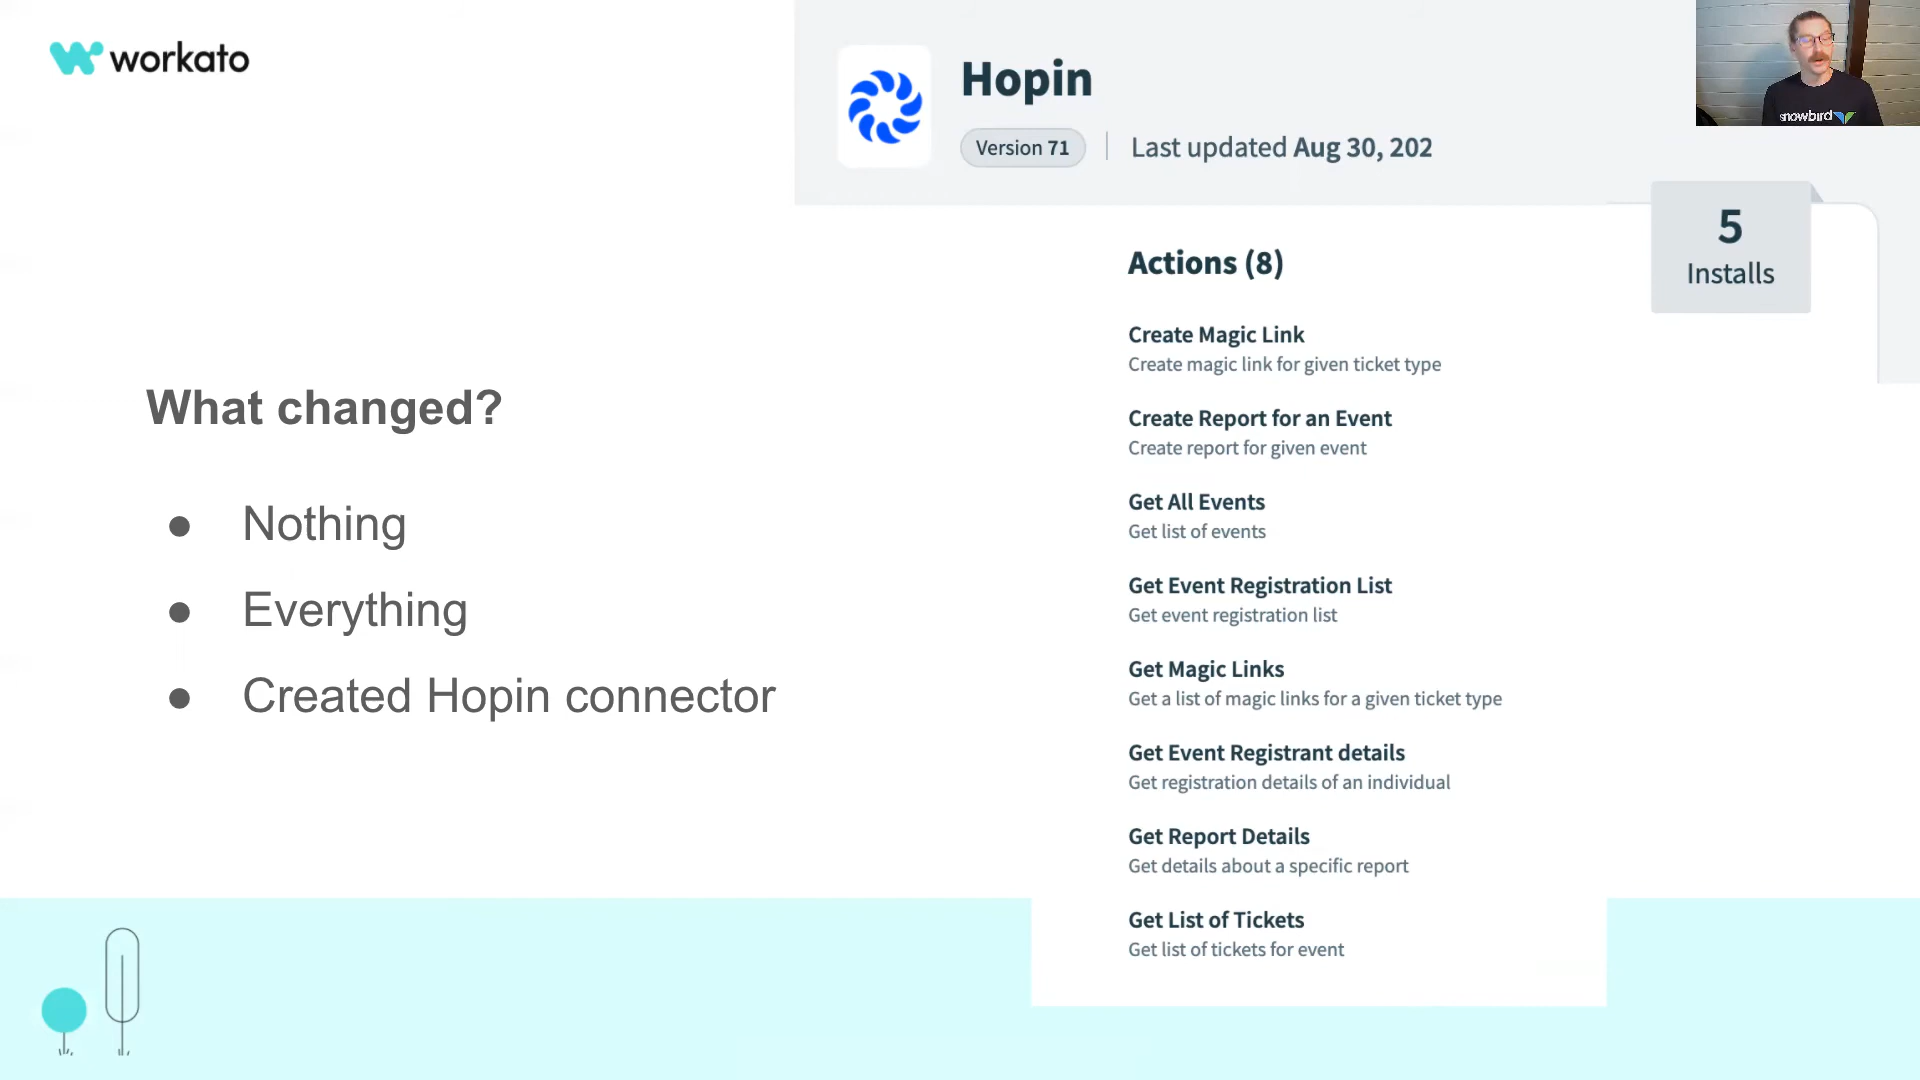 workato
Hopin
Version 71
Last updated Aug 30, 202
snowbird
5
Installs
What changed?
● Nothing
● Everything
● Created Hopin connector
Actions (8)
Create Magic Link
Create magic link for given ticket type
Create Report for an Event
Create report for given event
Get All Events
Get list of events
Get Event Registration List
Get event registration list
Get Magic Links
Get a list of magic links for a given ticket type
Get Event Registrant details
Get registration details of an individual
Get Report Details
Get details about a specific report
Get List of Tickets
Get list of tickets for event